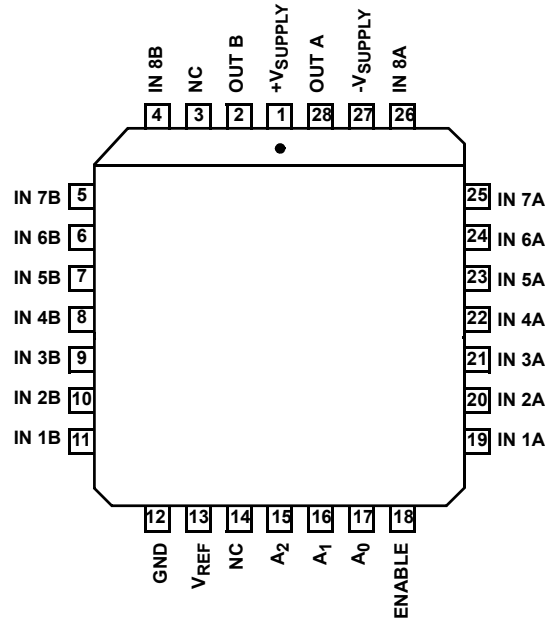 IN 8B
NC
OUT B
+VSUPPLY
OUT A
-VSUPPLY
IN 8A
4
3
2
1
28
27
26
IN 7B 5
25 IN 7A
IN 6B 6
24 IN 6A
IN 5B 7
23 IN 5A
IN 4B 8
22 IN 4A
IN 3B 9
21 IN 3A
IN 2B 10
20 IN 2A
IN 1B 11
19 IN 1A
12
13
14
15
16
17
18
GND
VREF
NC
A2
A1
A0
ENABLE